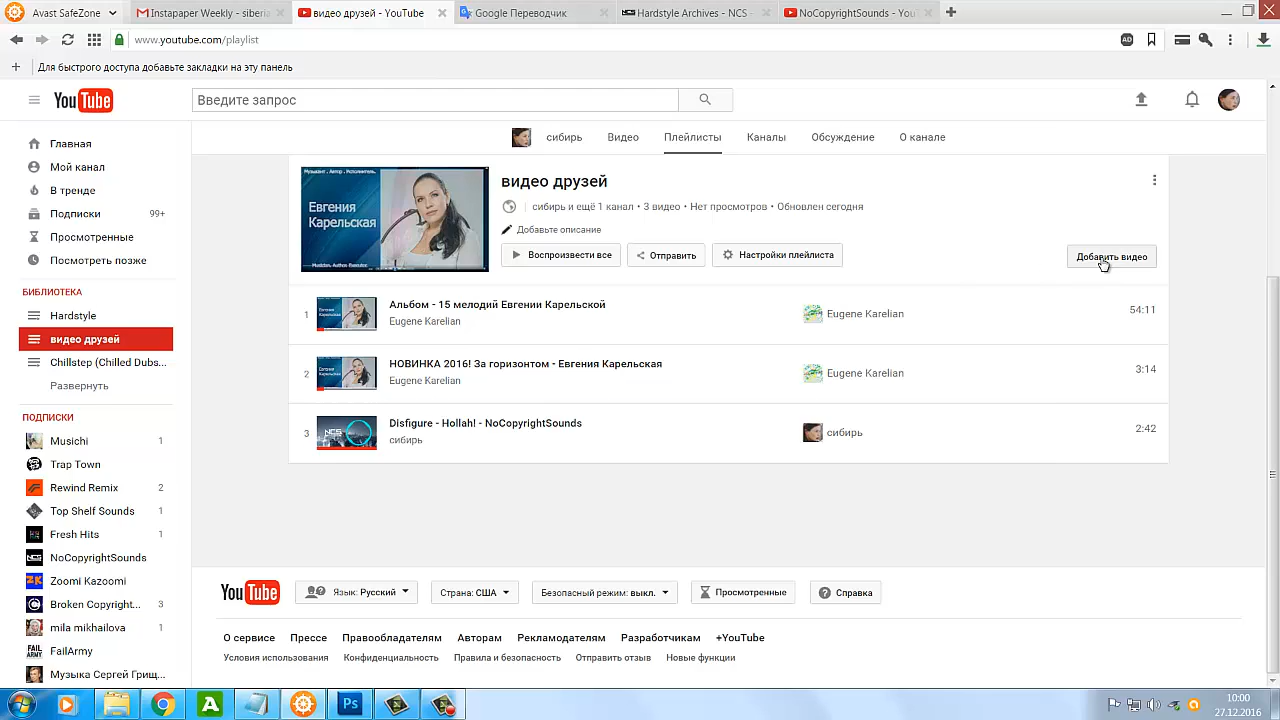 Avast SafeZone
Instapaper Weekly - siberia
видео друзей - YouTube
Google Переводчик
Hardstyle Archives - NCS -
NoCopyrightSounds - You
www.youtube.com/playlist
AD
Для быстрого доступа добавьте закладки на эту панель
YouTube
Введите запрос
Главная
Мой канал
В тренде
Подписки 99+
Просмотренные
Посмотреть позже
БИБЛИОТЕКА
Hardstyle
видео друзей
Chillstep (Chilled Dubs...
Развернуть
ПОДПИСКИ
Musichi 1
Trap Town
Rewind Remix 2
Top Shelf Sounds 1
Fresh Hits 1
NoCopyrightSounds
Zoomi Kazoomi
Broken Copyright... 3
mila mikhailova 1
FailArmy
Музыка Сергей Грищ...
сибирь Видео Плейлисты Каналы Обсуждение О канале
Музыкант . Автор . Исполнитель.
Евгения
Карельская
видео друзей
сибирь и ещё 1 канал • 3 видео • Нет просмотров • Обновлен сегодня
Добавьте описание
Воспроизвести все Отправить Настройки плейлиста Добавить видео
1 Альбом - 15 мелодий Евгении Карельской Eugene Karelian 54:11
Eugene Karelian
2 НОВИНКА 2016! За горизонтом - Евгения Карельская Eugene Karelian 3:14
Eugene Karelian
3 Disfigure - Hollah! - NoCopyrightSounds сибирь 2:42
сибирь
YouTube Язык: Русский Страна: США Безопасный режим: выкл. Просмотренные Справка
О сервисе Прессе Правообладателям Авторам Рекламодателям Разработчикам +YouTube
Условия использования Конфиденциальность Правила и безопасность Отправить отзыв Новые функции
Ps
10:00
27.12.2016